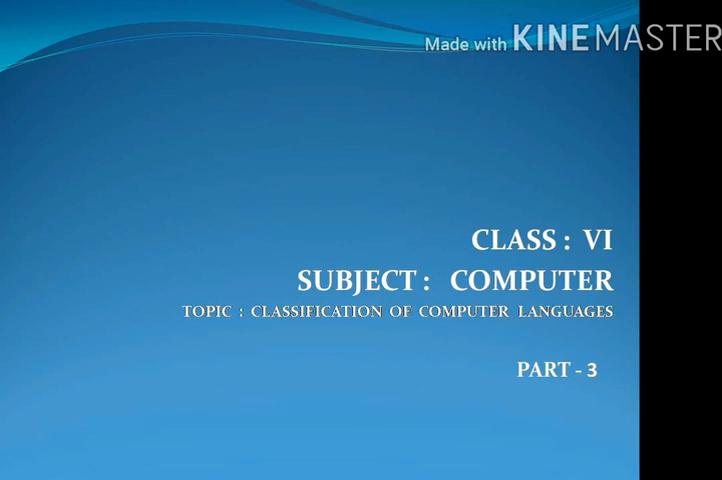 Made with KINEMASTER
CLASS : VI
SUBJECT : COMPUTER
TOPIC : CLASSIFICATION OF COMPUTER LANGUAGES
PART - 3